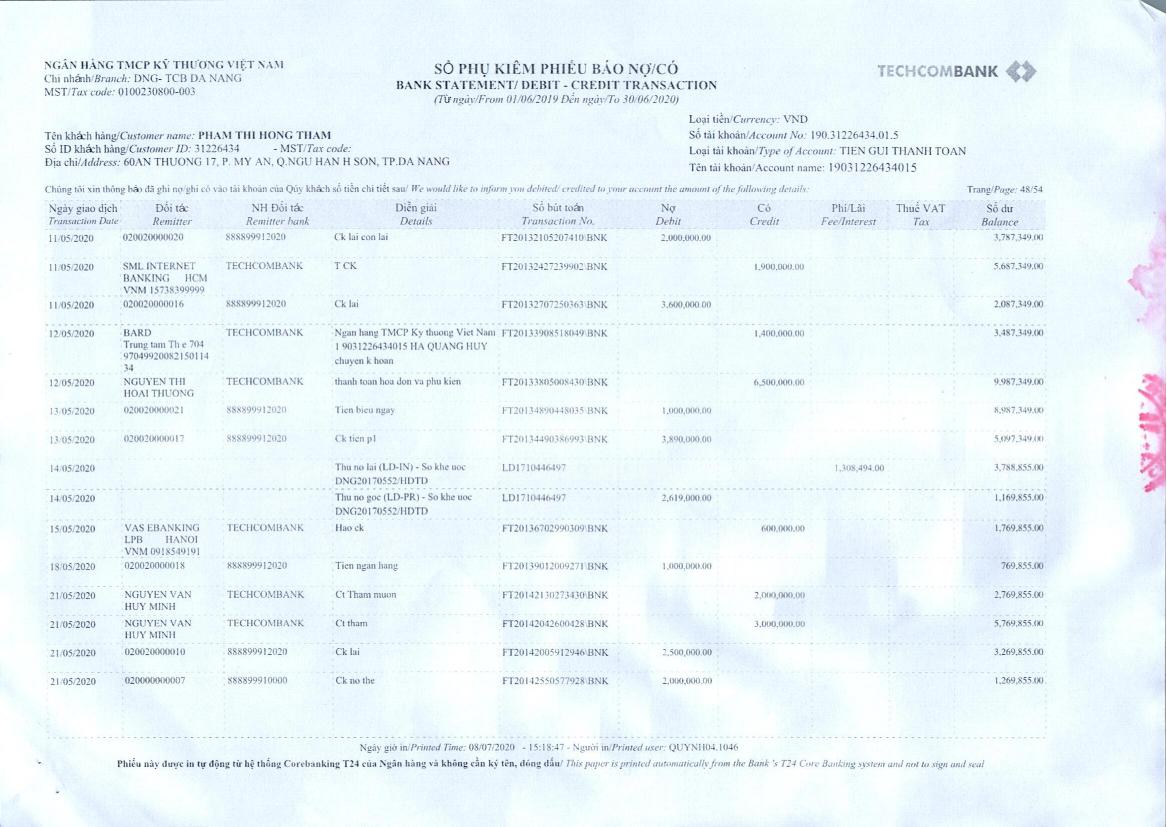 NGÂN HÀNG TMCP KỸ THƯƠNG VIỆT NAM
Chi nhánh/Branch: DNG- TCB DA NANG
MST/Tax code: 0100230800-003
SỔ PHỤ KIÊM PHIẾU BÁO NỢ/CÓ
BANK STATEMENT/ DEBIT - CREDIT TRANSACTION
(Từ ngày/From 01/06/2019 Đến ngày/To 30/06/2020)
TECHCOMBANK
Loại tiền/Currency: VND
Tên khách hàng/Customer name: PHAM THI HONG THAM
Số tài khoản/Account No: 190.31226434.01.5
Số ID khách hàng/Customer ID: 31226434 - MST/Tax code:
Loại tài khoản/Type of Account: TIEN GUI THANH TOAN
Địa chỉ/Address: 60AN THUONG 17, P. MY AN, Q.NGU HAN H SON, TP.DA NANG
Tên tài khoản/Account name: 19031226434015
Chúng tôi xin thông báo đã ghi nợ/ghi có vào tài khoản của Qúy khách số tiền chi tiết sau/ We would like to inform you debited/ credited to your account the amount of the following details:
Trang/Page: 48/54
Ngày giao dịch Đối tác NH Đối tác Diễn giải Số bút toán Nợ Có Phí/Lãi Thuế VAT Số dư
Transaction Date Remitter Remitter bank Details Transaction No. Debit Credit Fee/Interest Tax Balance
11/05/2020 020020000020 888899912020 Ck lai con lai FT20132105207410\BNK 2,000,000.00 3,787,349.00
11/05/2020 SML INTERNET TECHCOMBANK T CK FT20132427239902\BNK 1,900,000.00 5,687,349.00
BANKING HCM
VNM 15738399999
11/05/2020 020020000016 888899912020 Ck lai FT20132707250363\BNK 3,600,000.00 2,087,349.00
12/05/2020 BARD TECHCOMBANK Ngan hang TMCP Ky thuong Viet Nam FT20133908518049\BNK 1,400,000.00 3,487,349.00
Trung tam Th e 704 1 9031226434015 HA QUANG HUY
97049920082150114 chuyen k hoan
34
12/05/2020 NGUYEN THI TECHCOMBANK thanh toan hoa don va phu kien FT20133805008430\BNK 6,500,000.00 9,987,349.00
HOAI THUONG
13/05/2020 020020000021 888899912020 Tien bieu ngay FT20134890448035\BNK 1,000,000.00 8,987,349.00
13/05/2020 020020000017 888899912020 Ck tien p1 FT20134490386993\BNK 3,890,000.00 5,097,349.00
14/05/2020 Thu no lai (LD-IN) - So khe uoc LD1710446497 1,308,494.00 3,788,855.00
DNG20170552/HDTD
14/05/2020 Thu no goc (LD-PR) - So khe uoc LD1710446497 2,619,000.00 1,169,855.00
DNG20170552/HDTD
15/05/2020 VAS EBANKING TECHCOMBANK Hao ck FT20136702990309\BNK 600,000.00 1,769,855.00
LPB HANOI
VNM 0918549191
18/05/2020 020020000018 888899912020 Tien ngan hang FT20139012009271\BNK 1,000,000.00 769,855.00
21/05/2020 NGUYEN VAN TECHCOMBANK Ct Tham muon FT20142130273430\BNK 2,000,000.00 2,769,855.00
HUY MINH
21/05/2020 NGUYEN VAN TECHCOMBANK Ct tham FT20142042600428\BNK 3,000,000.00 5,769,855.00
HUY MINH
21/05/2020 020020000010 888899912020 Ck lai FT20142005912946\BNK 2,500,000.00 3,269,855.00
21/05/2020 020000000007 888899910000 Ck no the FT20142550577928\BNK 2,000,000.00 1,269,855.00
Ngày giờ in/Printed Time: 08/07/2020 - 15:18:47 - Người in/Printed user: QUYNH04.1046
Phiếu này được in tự động từ hệ thống Corebanking T24 của Ngân hàng và không cần ký tên, đóng dấu/ This paper is printed automatically from the Bank 's T24 Core Banking system and not to sign and seal